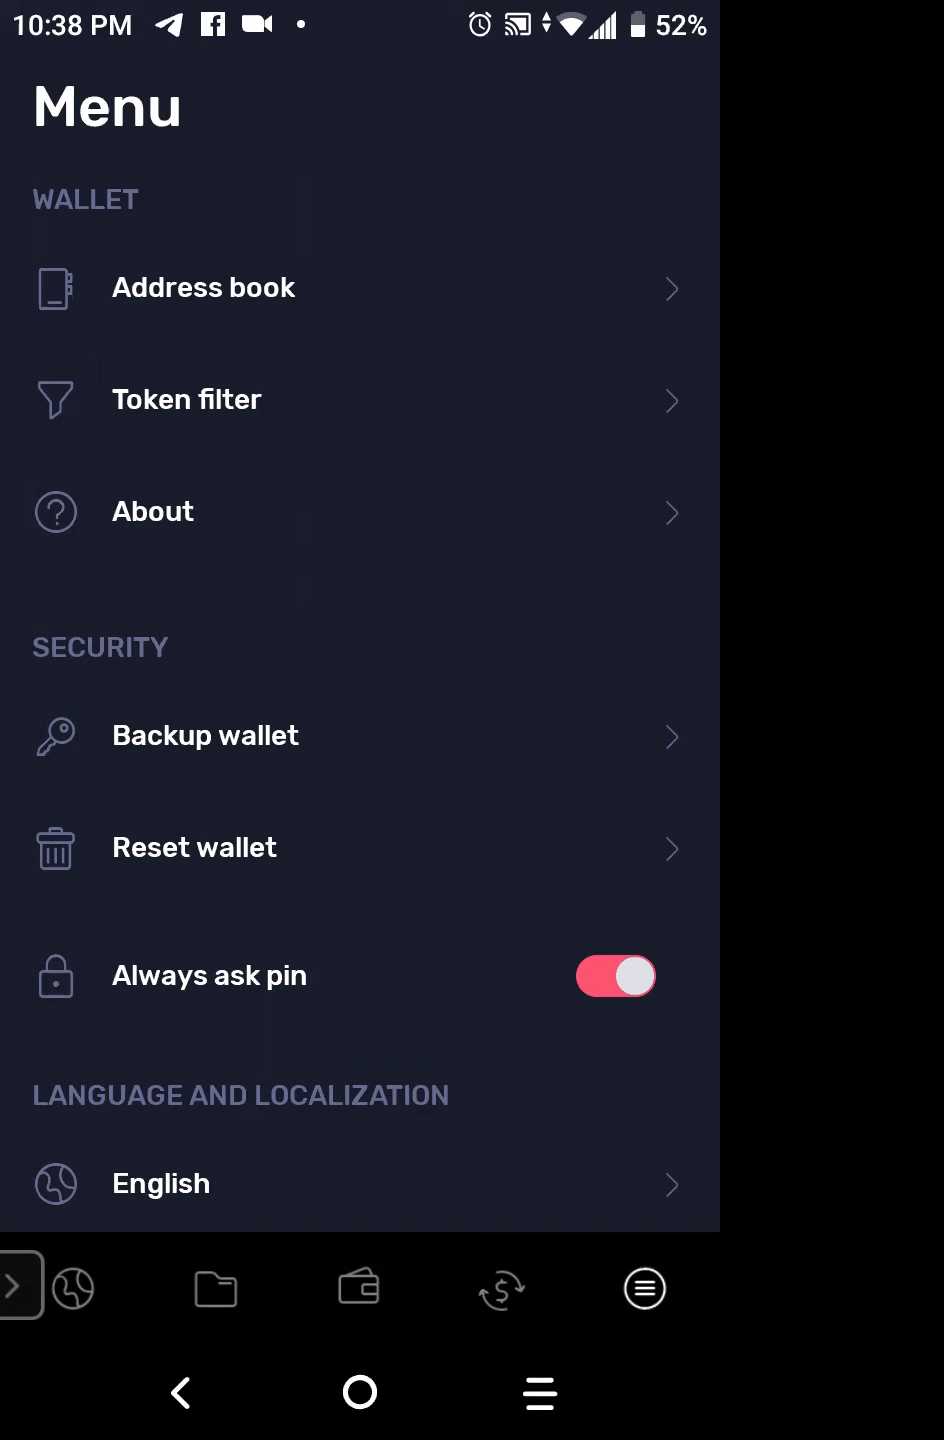 10:38 PM
52%
Menu
WALLET
Address book
Token filter
About
SECURITY
Backup wallet
Reset wallet
Always ask pin
LANGUAGE AND LOCALIZATION
English